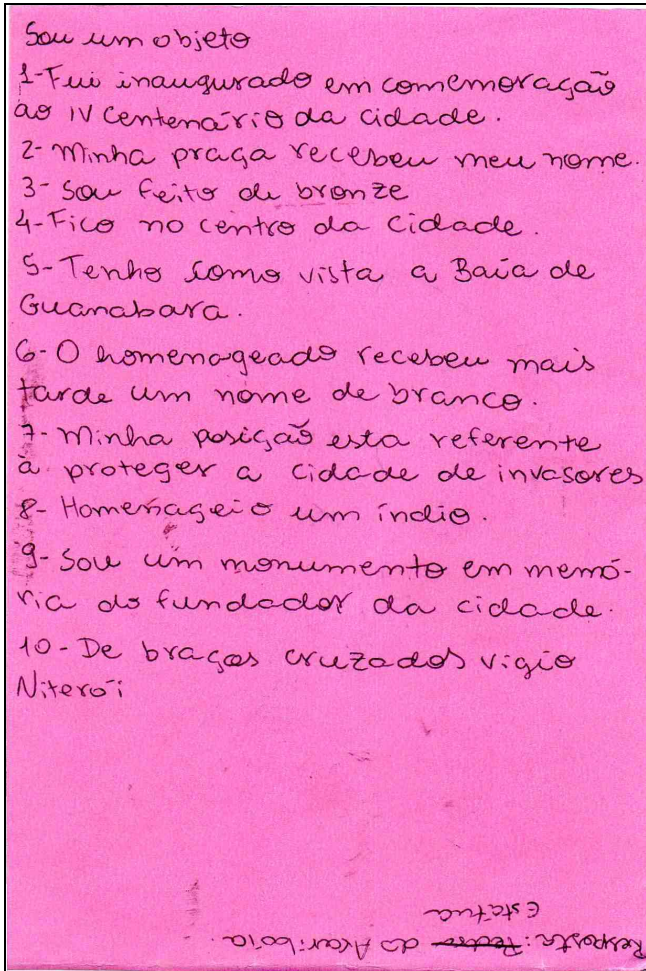 Sou um objeto
1-Fui inaugurado em comemoração
ao IV Centenário da cidade.
2-Minha praça recebeu meu nome.
3-Sou feito de bronze
4-Fico no centro da cidade.
5-Tenho como vista a Baía de
Guanabara.
6-O homenageado recebeu mais
tarde um nome de branco.
7-Minha posição esta referente
a proteger a cidade de invasores
8-Homenageio um índio.
9-Sou um monumento em memó-
ria do fundador da cidade.
10-De braços cruzados vigio
Niterói
Resposta: Pedro do Arariboia.
Estátua